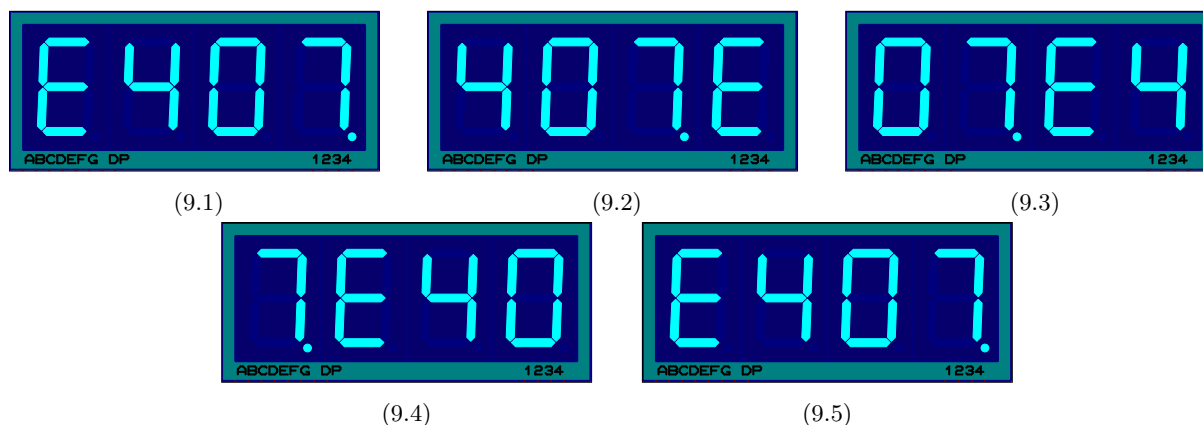 E407. 407.E 07.E4
ABCDEFG DP 1234 ABCDEFG DP 1234 ABCDEFG DP 1234
(9.1) (9.2) (9.3)
7.E40 E407.
ABCDEFG DP 1234 ABCDEFG DP 1234
(9.4) (9.5)